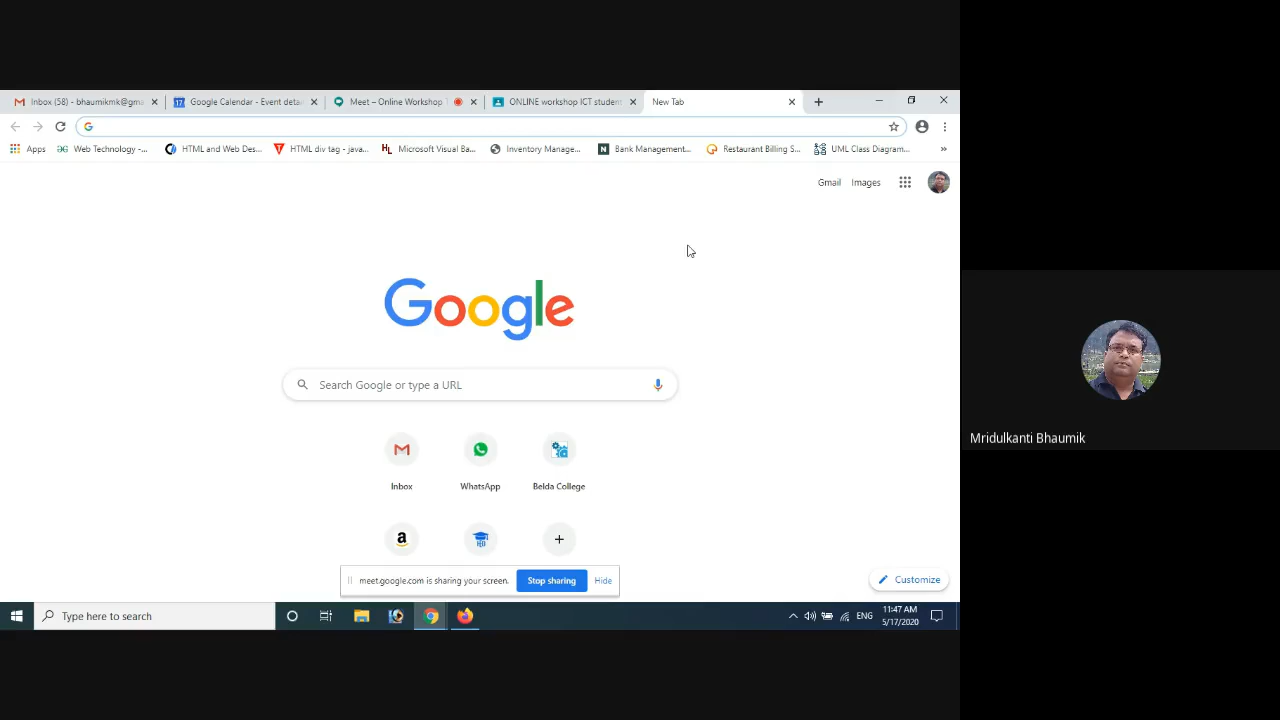 Inbox (58) - bhaumikmk@gma
Google Calendar - Event detai
Meet – Online Workshop
ONLINE workshop ICT student
New Tab
Apps
Web Technology -...
HTML and Web Des...
HTML div tag - java...
Microsoft Visual Ba...
Inventory Manage...
Bank Management...
Restaurant Billing S...
UML Class Diagram...
»
Gmail
Images
Google
Search Google or type a URL
Inbox
WhatsApp
Belda College
meet.google.com is sharing your screen.
Stop sharing
Hide
Customize
Type here to search
ENG
11:47 AM
5/17/2020
Mridulkanti Bhaumik